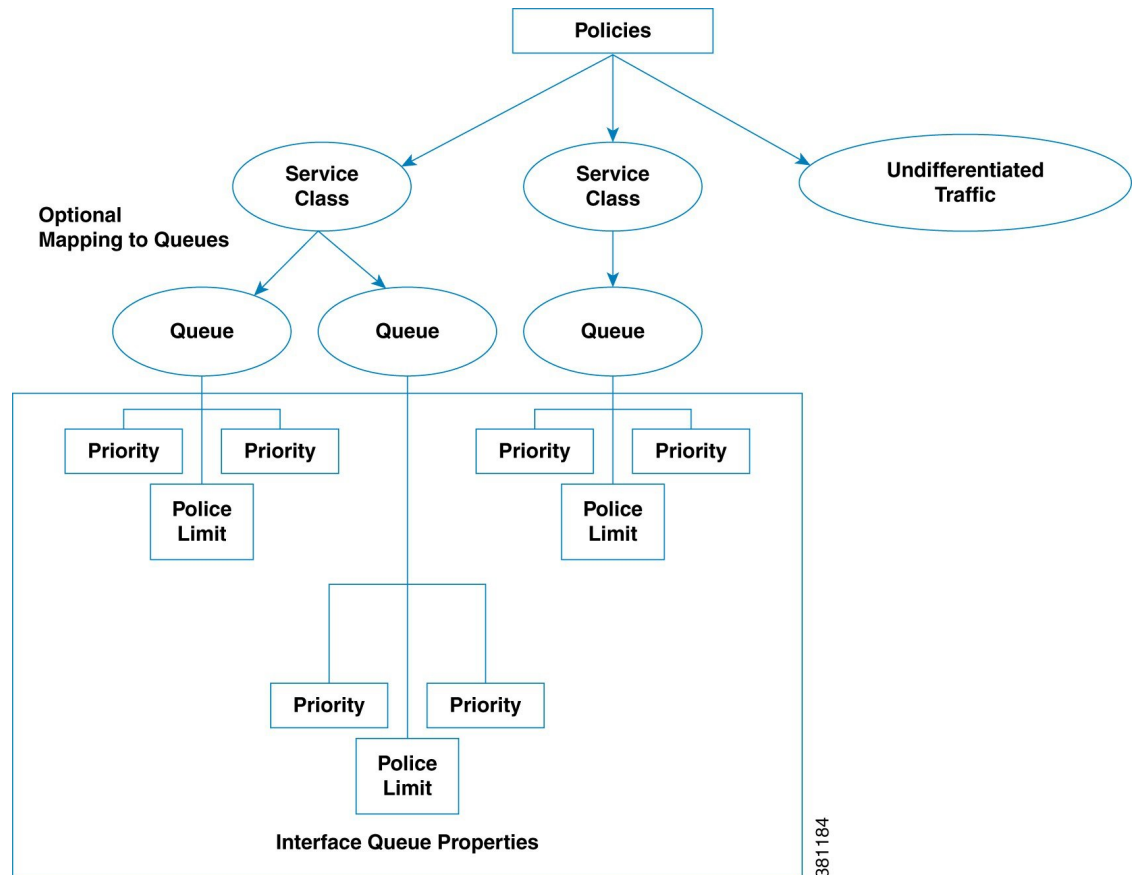 Policies
Service
Class
Service
Class
Undifferentiated
Traffic
Optional
Mapping to Queues
Queue
Queue
Queue
Priority
Priority
Priority
Priority
Police
Limit
Police
Limit
Priority
Priority
Police
Limit
Interface Queue Properties
381184